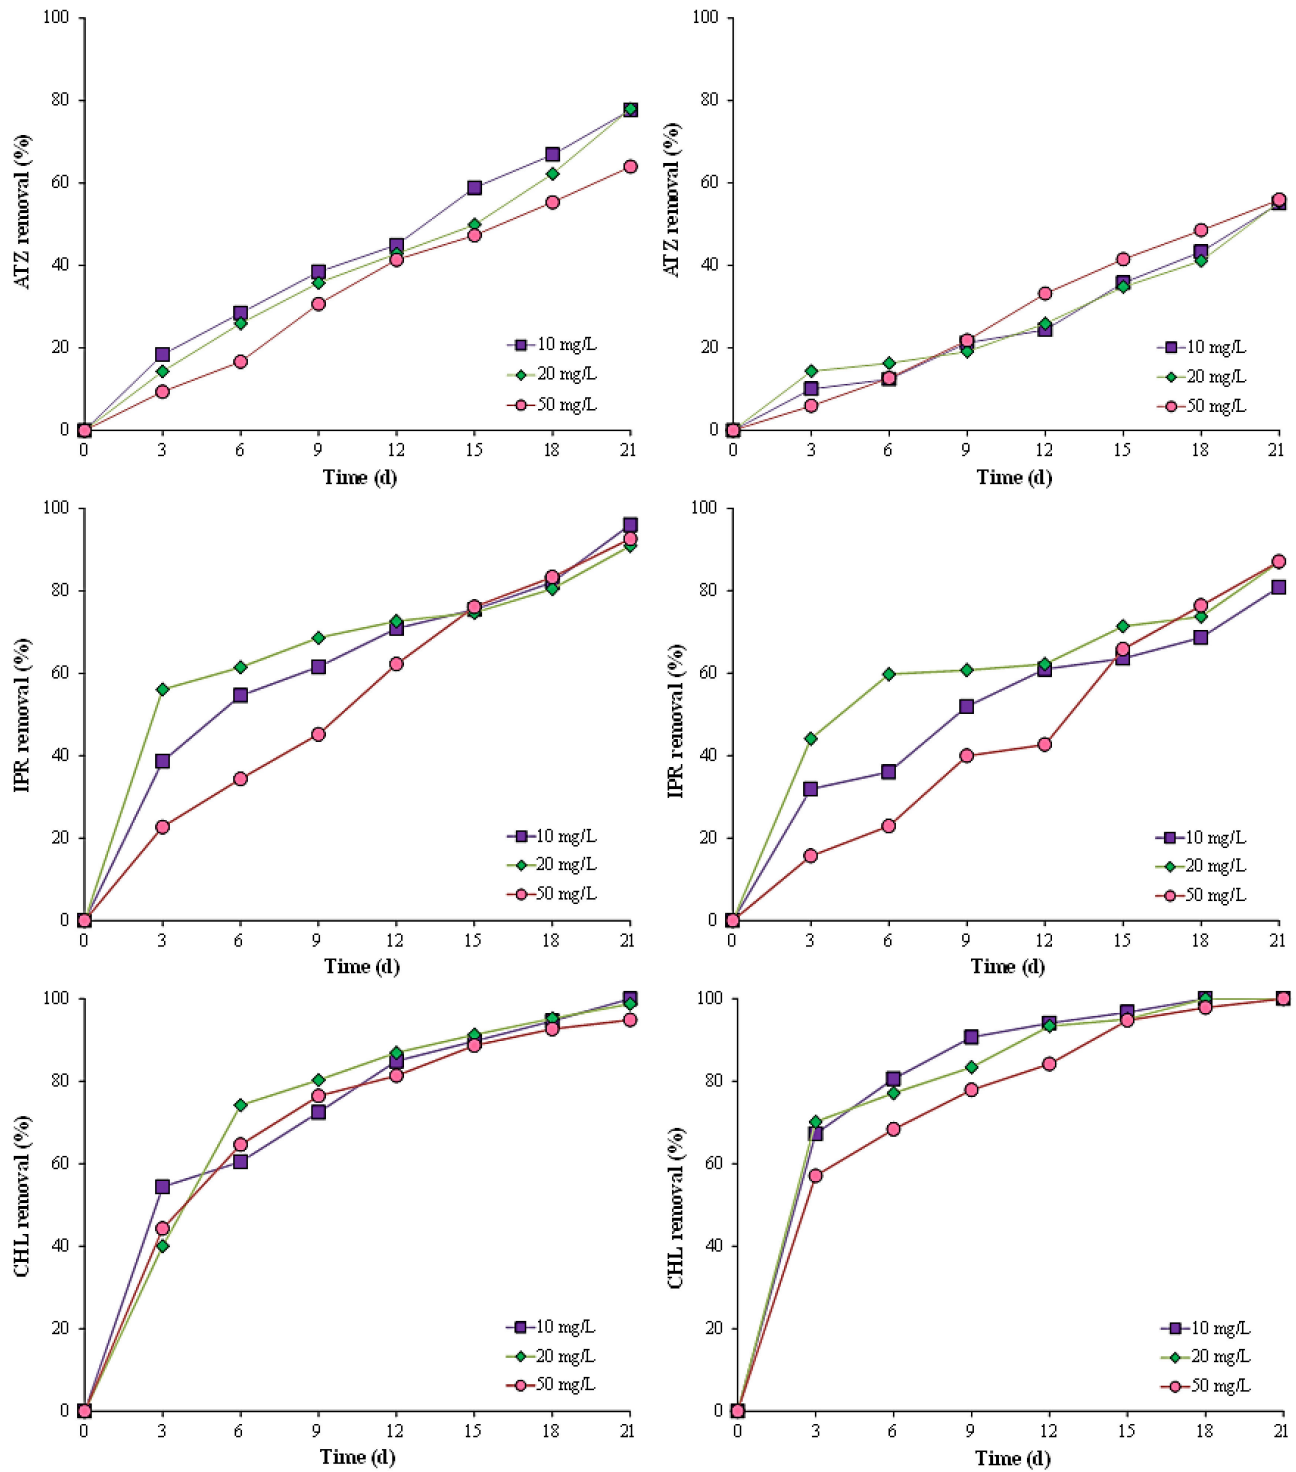 100
80
60
40
20
0
ATZ removal (%)
10 mg/L
20 mg/L
50 mg/L
0 3 6 9 12 15 18 21
Time (d)
100
80
60
40
20
0
ATZ removal (%)
10 mg/L
20 mg/L
50 mg/L
0 3 6 9 12 15 18 21
Time (d)
100
80
60
40
20
0
IPR removal (%)
10 mg/L
20 mg/L
50 mg/L
0 3 6 9 12 15 18 21
Time (d)
100
80
60
40
20
0
IPR removal (%)
10 mg/L
20 mg/L
50 mg/L
0 3 6 9 12 15 18 21
Time (d)
100
80
60
40
20
0
CHL removal (%)
10 mg/L
20 mg/L
50 mg/L
0 3 6 9 12 15 18 21
Time (d)
100
80
60
40
20
0
CHL removal (%)
10 mg/L
20 mg/L
50 mg/L
0 3 6 9 12 15 18 21
Time (d)